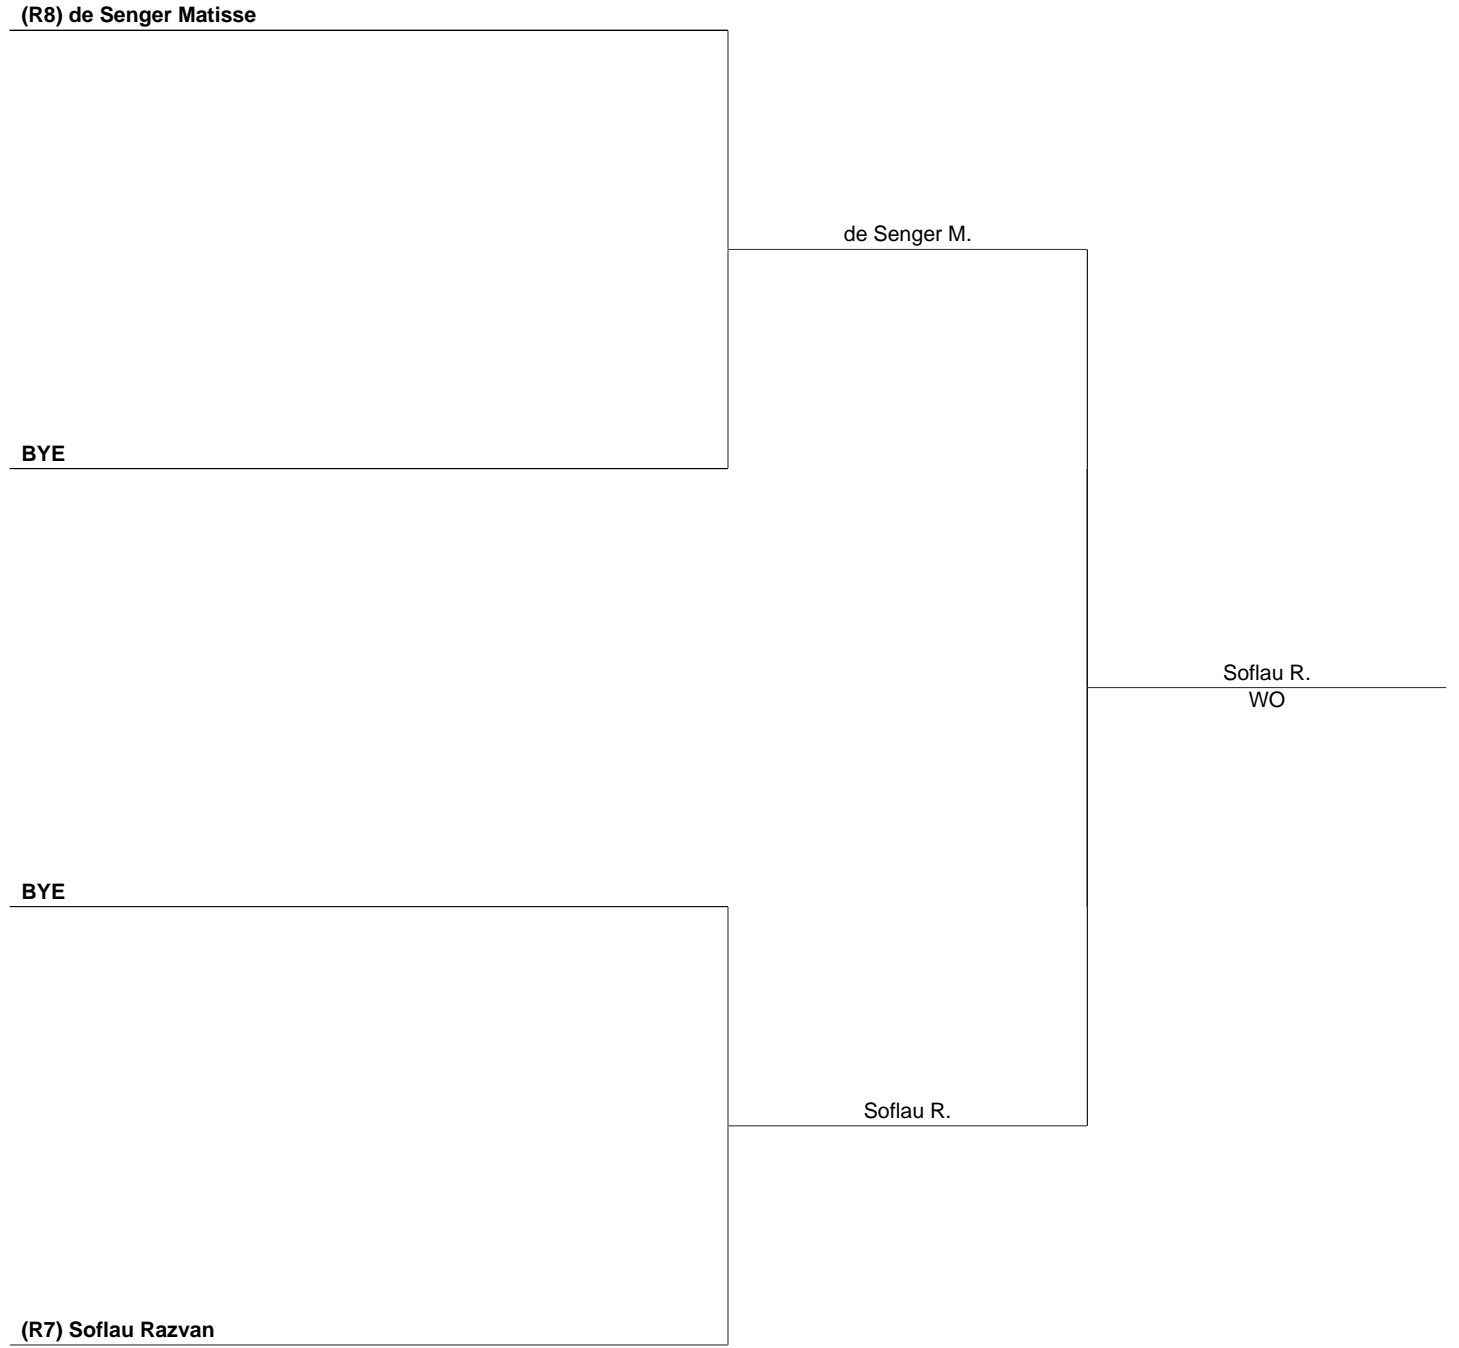 (R8) de Senger Matisse
de Senger M.
BYE
Soflau R.
WO
BYE
Soflau R.
(R7) Soflau Razvan